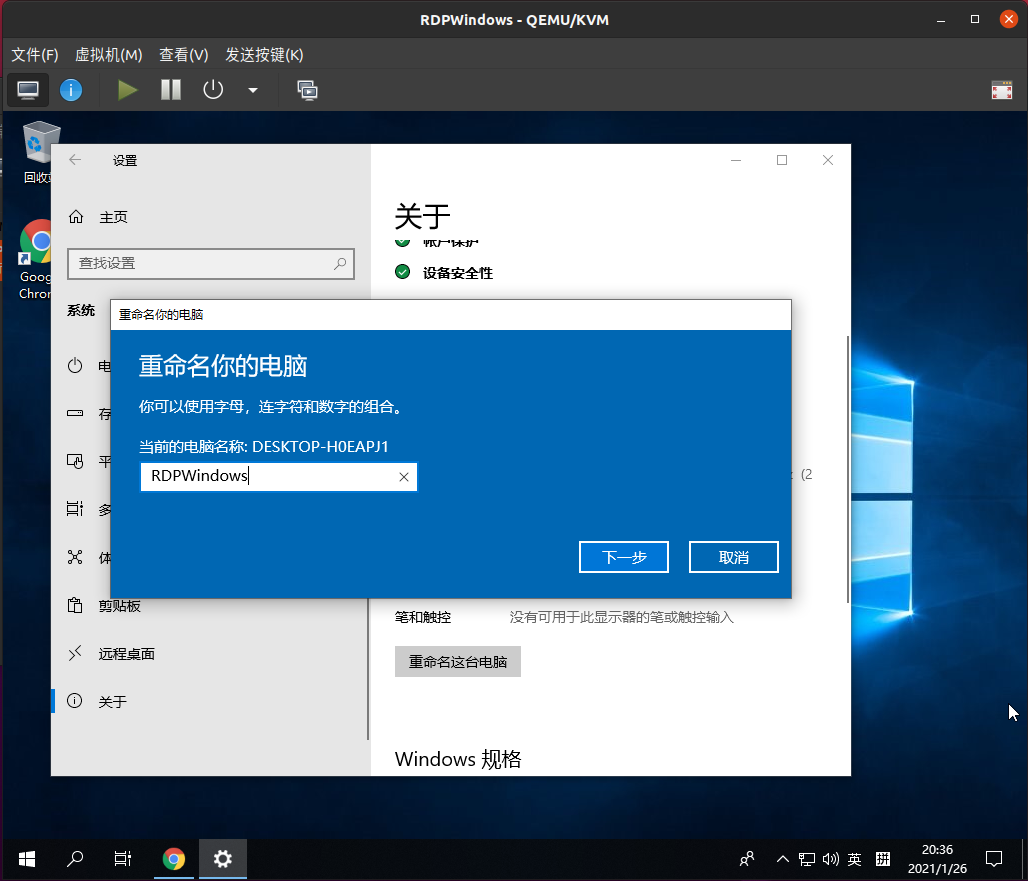 RDPWindows - QEMU/KVM
文件(F) 虚拟机(M) 查看(V) 发送按键(K)
回收
Goog
Chror
设置
主页
查找设置
系统
电
存
平
多
体
剪贴板
远程桌面
关于
关于
帐户保护
设备安全性
(2
重命名你的电脑
重命名你的电脑
你可以使用字母，连字符和数字的组合。
当前的电脑名称: DESKTOP-H0EAPJ1
RDPWindows
下一步 取消
笔和触控 没有可用于此显示器的笔或触控输入
重命名这台电脑
Windows 规格
英 拼
20:36
2021/1/26